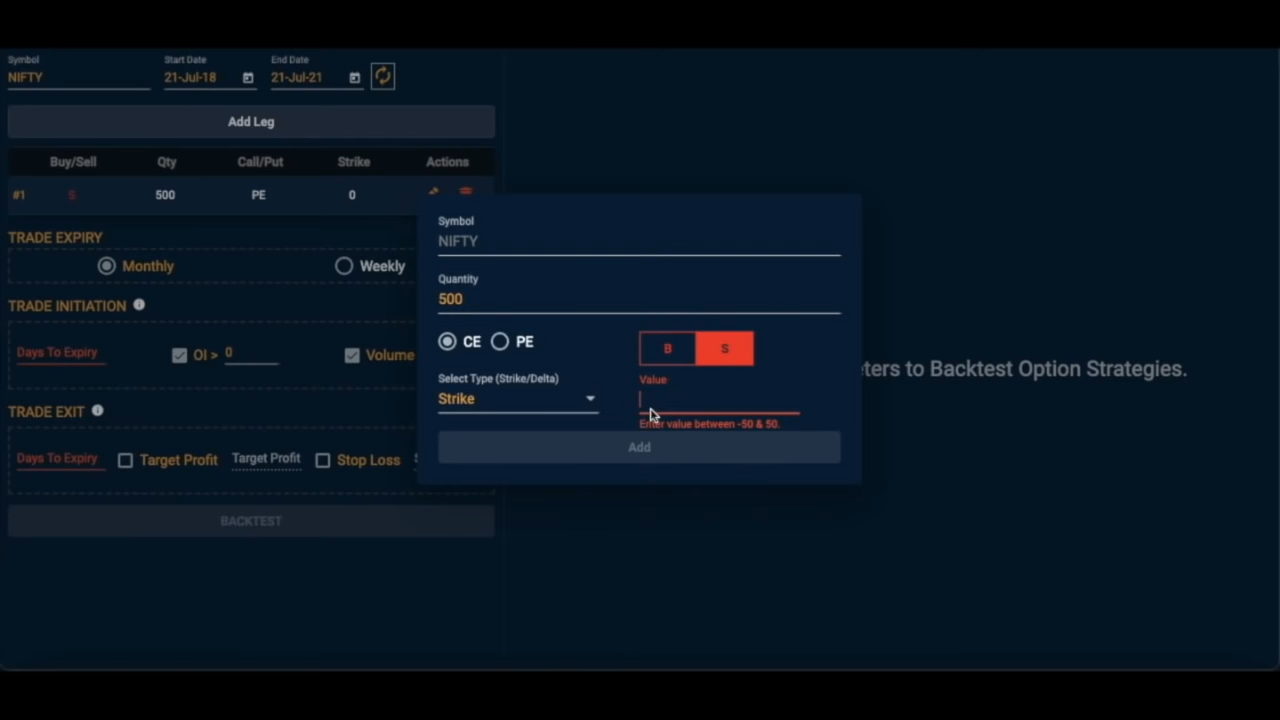 Symbol Start Date End Date
NIFTY 21-Jul-18 21-Jul-21
Add Leg
Buy/Sell Qty Call/Put Strike Actions
#1 S 500 PE 0
TRADE EXPIRY
Monthly Weekly
TRADE INITIATION
Days To Expiry OI > 0 Volume
TRADE EXIT
Days To Expiry Target Profit Target Profit Stop Loss
BACKTEST
Symbol
NIFTY
Quantity
500
CE PE B S
Select Type (Strike/Delta) Value
Strike
Enter value between -50 & 50.
Add
to Backtest Option Strategies.